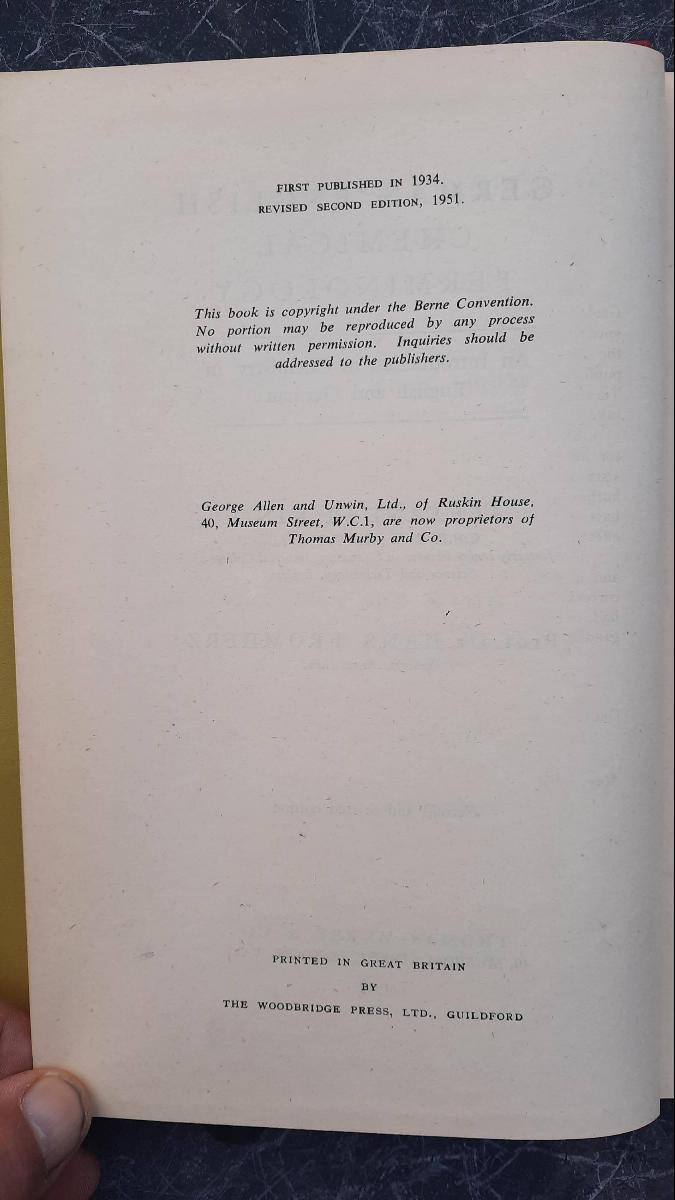 FIRST PUBLISHED IN 1934.
REVISED SECOND EDITION, 1951.
This book is copyright under the Berne Convention.
No portion may be reproduced by any process
without written permission. Inquiries should be
addressed to the publishers.
George Allen and Unwin, Ltd., of Ruskin House,
40, Museum Street, W.C.1, are now proprietors of
Thomas Murby and Co.
PRINTED IN GREAT BRITAIN
BY
THE WOODBRIDGE PRESS, LTD., GUILDFORD